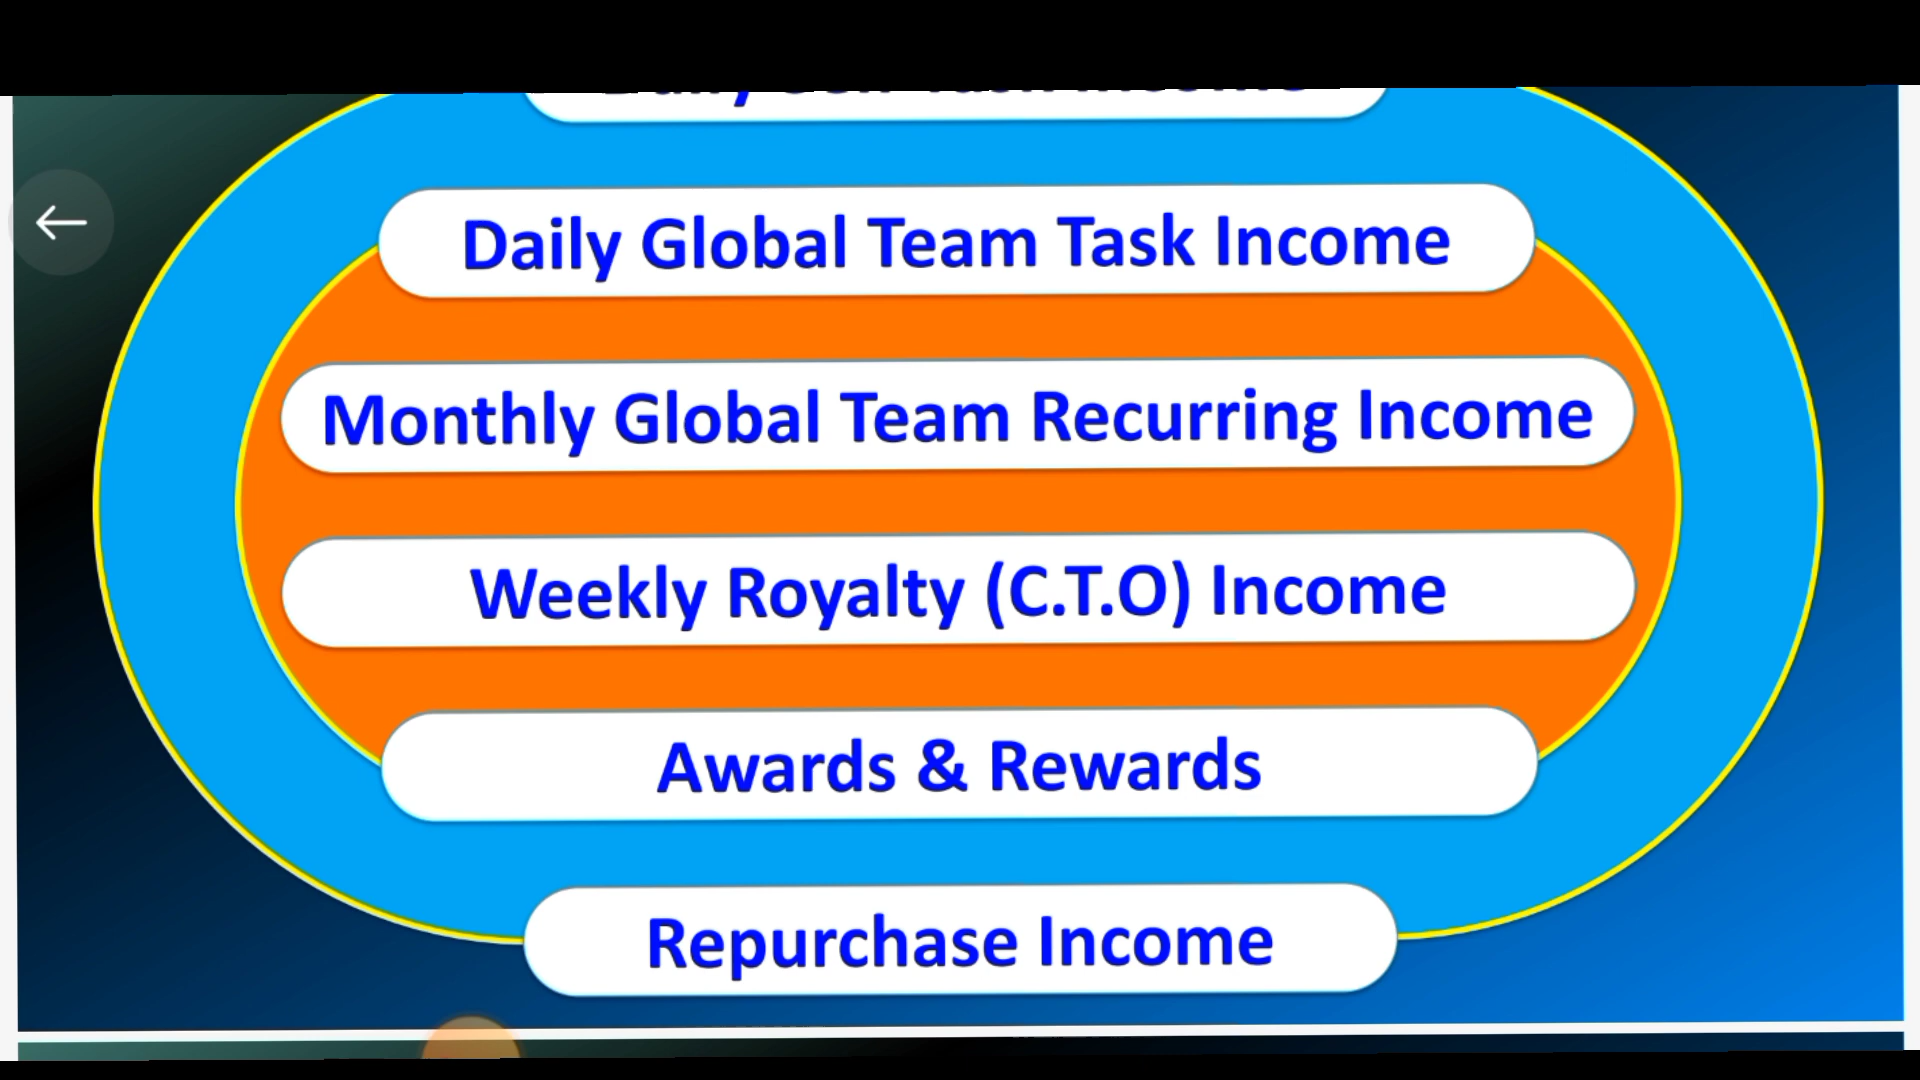 Daily Global Team Task Income
Monthly Global Team Recurring Income
Weekly Royalty (C.T.O) Income
Awards & Rewards
Repurchase Income